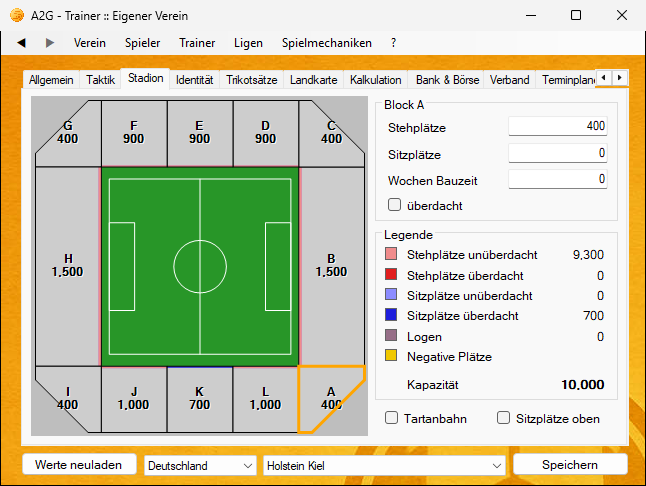 A2G - Trainer :: Eigener Verein
Verein Spieler Trainer Ligen Spielmechaniken ?
Allgemein Taktik Stadion Identität Trikotsätze Landkarte Kalkulation Bank & Börse Verband Terminplan
G F E D C
400 900 900 900 400
H B
1,500 1,500
I J K L A
400 1,000 700 1,000 400
Block A
Stehplätze 400
Sitzplätze 0
Wochen Bauzeit 0
überdacht
Legende
Stehplätze unüberdacht 9,300
Stehplätze überdacht 0
Sitzplätze unüberdacht 0
Sitzplätze überdacht 700
Logen 0
Negative Plätze
Kapazität 10,000
Tartanbahn Sitzplätze oben
Werte neuladen Deutschland Holstein Kiel Speichern